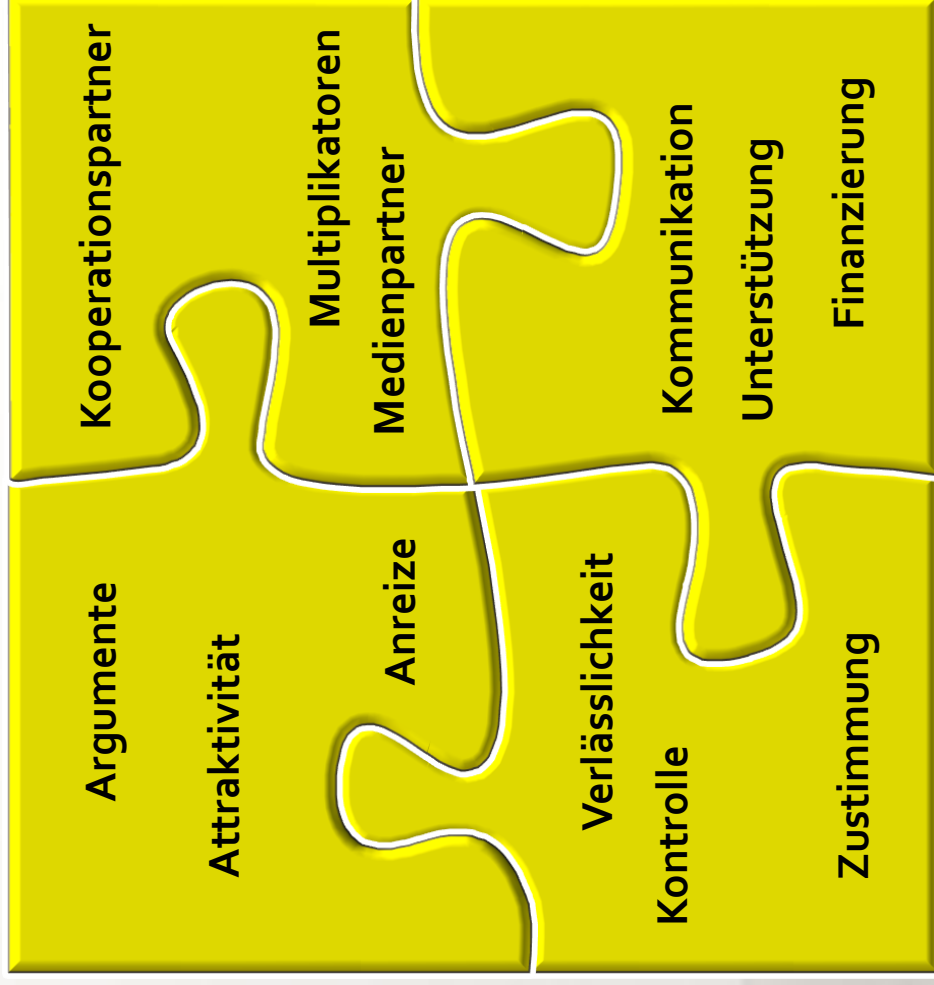 Argumente
Attraktivität
Anreize
Kooperationspartner
Multiplikatoren
Medienpartner
Verlässlichkeit
Kontrolle
Zustimmung
Kommunikation
Unterstützung
Finanzierung